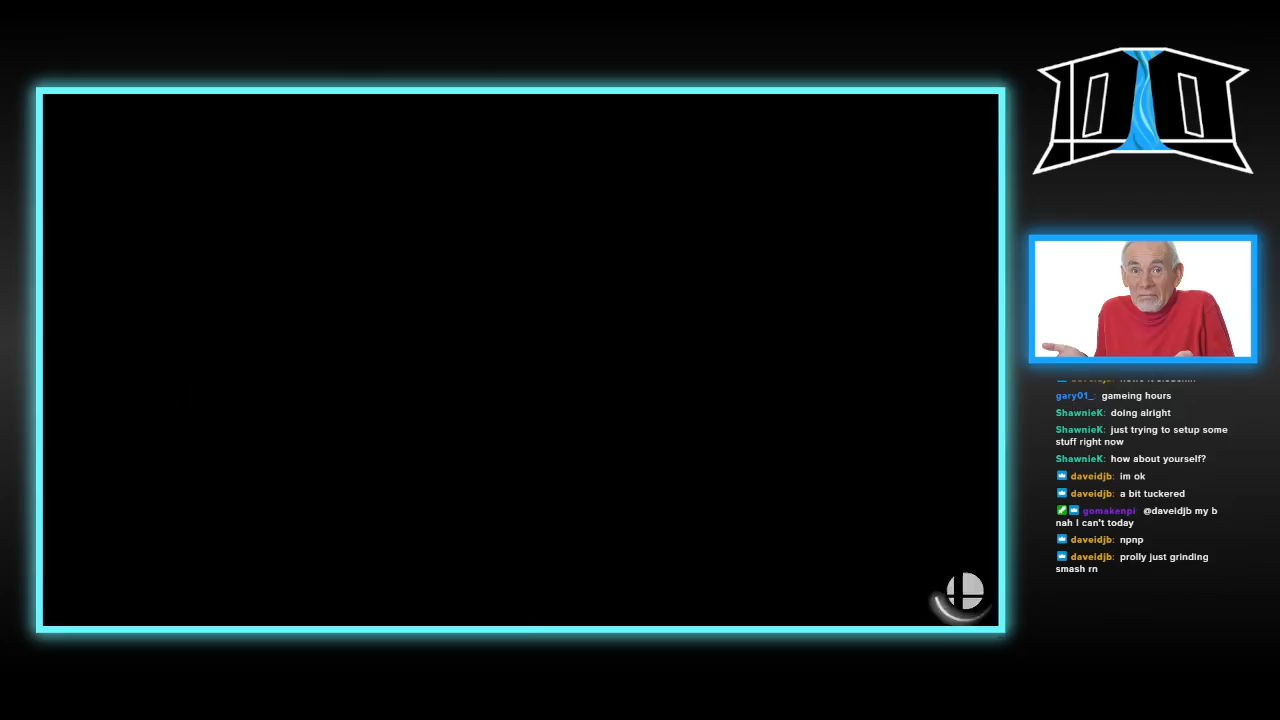 gary01_: gameing hours
ShawnieK: doing alright
ShawnieK: just trying to setup some
stuff right now
ShawnieK: how about yourself?
daveidjb: im ok
daveidjb: a bit tuckered
gomakenpi: @daveidjb my b
nah I can't today
daveidjb: npnp
daveidjb: prolly just grinding
smash rn